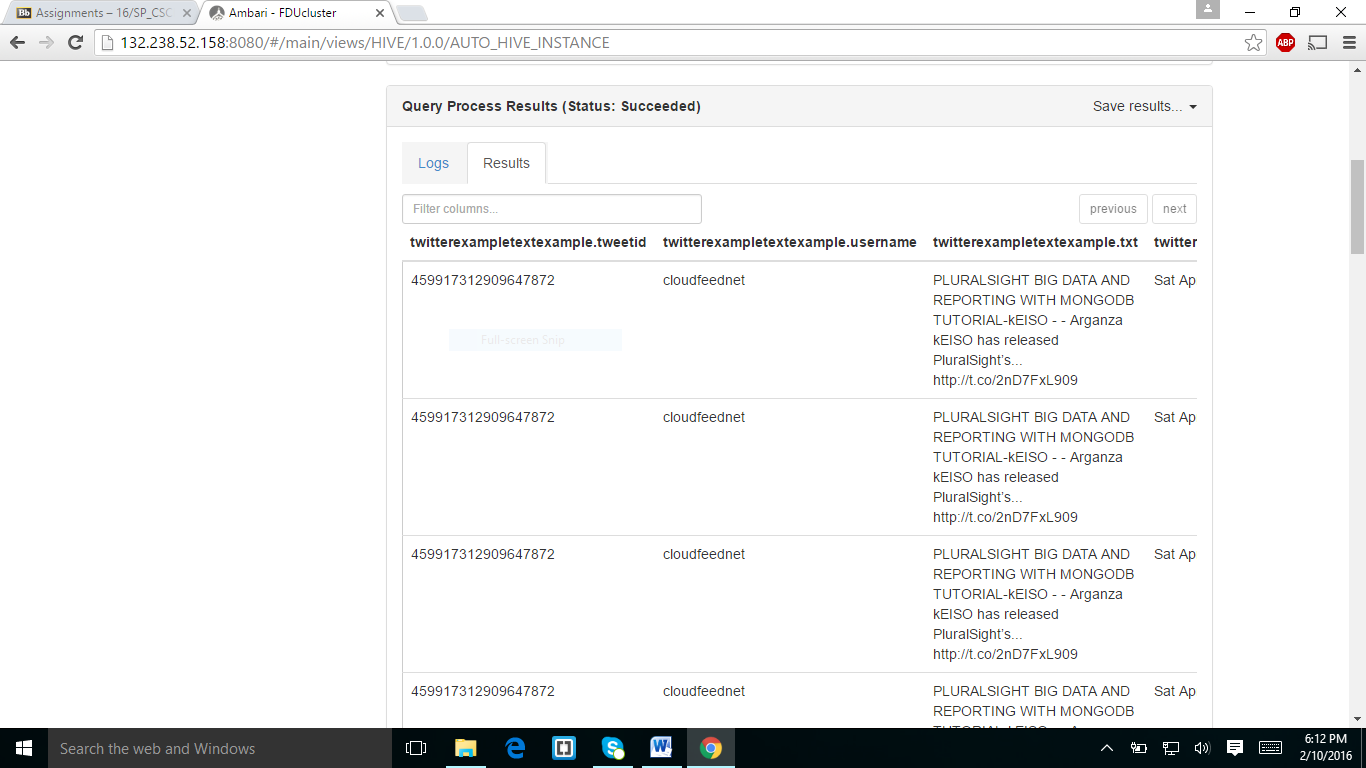 Bb Assignments – 16/SP_CSC
Ambari - FDUcluster
132.238.52.158:8080/#/main/views/HIVE/1.0.0/AUTO_HIVE_INSTANCE
ABP
Query Process Results (Status: Succeeded)
Save results...
Logs
Results
Filter columns...
previous
next
twitterexampletextexample.tweetid twitterexampletextexample.username twitterexampletextexample.txt twitter
459917312909647872 cloudfeednet PLURALSIGHT BIG DATA AND Sat Ap
REPORTING WITH MONGODB
TUTORIAL-kEISO - - Arganza
kEISO has released
PluralSight’s...
http://t.co/2nD7FxL909
Full-screen Snip
459917312909647872 cloudfeednet PLURALSIGHT BIG DATA AND Sat Ap
REPORTING WITH MONGODB
TUTORIAL-kEISO - - Arganza
kEISO has released
PluralSight’s...
http://t.co/2nD7FxL909
459917312909647872 cloudfeednet PLURALSIGHT BIG DATA AND Sat Ap
REPORTING WITH MONGODB
TUTORIAL-kEISO - - Arganza
kEISO has released
PluralSight’s...
http://t.co/2nD7FxL909
459917312909647872 cloudfeednet PLURALSIGHT BIG DATA AND Sat Ap
REPORTING WITH MONGODB
TUTORIAL-kEISO - - Arganza
Search the web and Windows
6:12 PM
2/10/2016